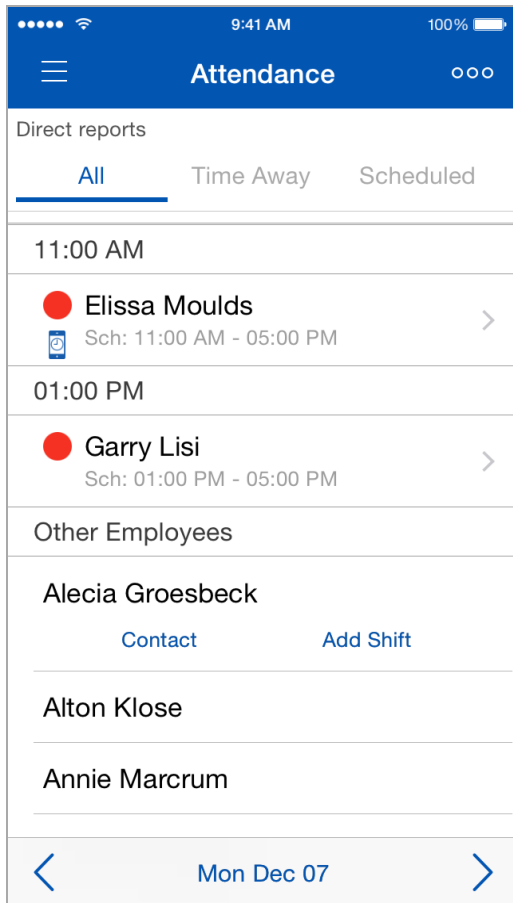 9:41 AM 100%
Attendance
Direct reports
All Time Away Scheduled
11:00 AM
Elissa Moulds
Sch: 11:00 AM - 05:00 PM
01:00 PM
Garry Lisi
Sch: 01:00 PM - 05:00 PM
Other Employees
Alecia Groesbeck
Contact Add Shift
Alton Klose
Annie Marcrum
Mon Dec 07